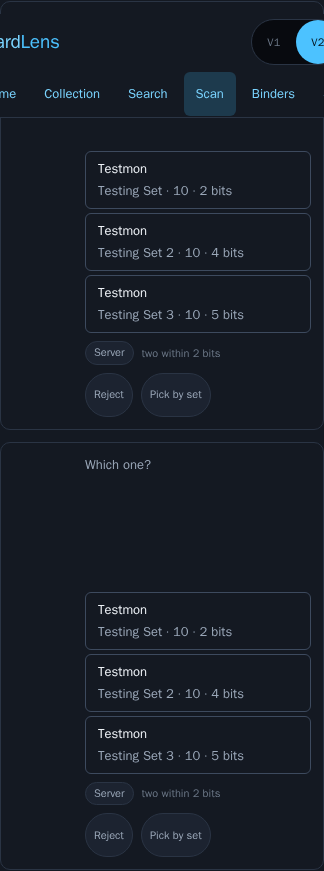 ardLens
V1
V2
me
Collection
Search
Scan
Binders
Testmon
Testing Set · 10 · 2 bits
Testmon
Testing Set 2 · 10 · 4 bits
Testmon
Testing Set 3 · 10 · 5 bits
Server
two within 2 bits
Reject
Pick by set
Which one?
Testmon
Testing Set · 10 · 2 bits
Testmon
Testing Set 2 · 10 · 4 bits
Testmon
Testing Set 3 · 10 · 5 bits
Server
two within 2 bits
Reject
Pick by set